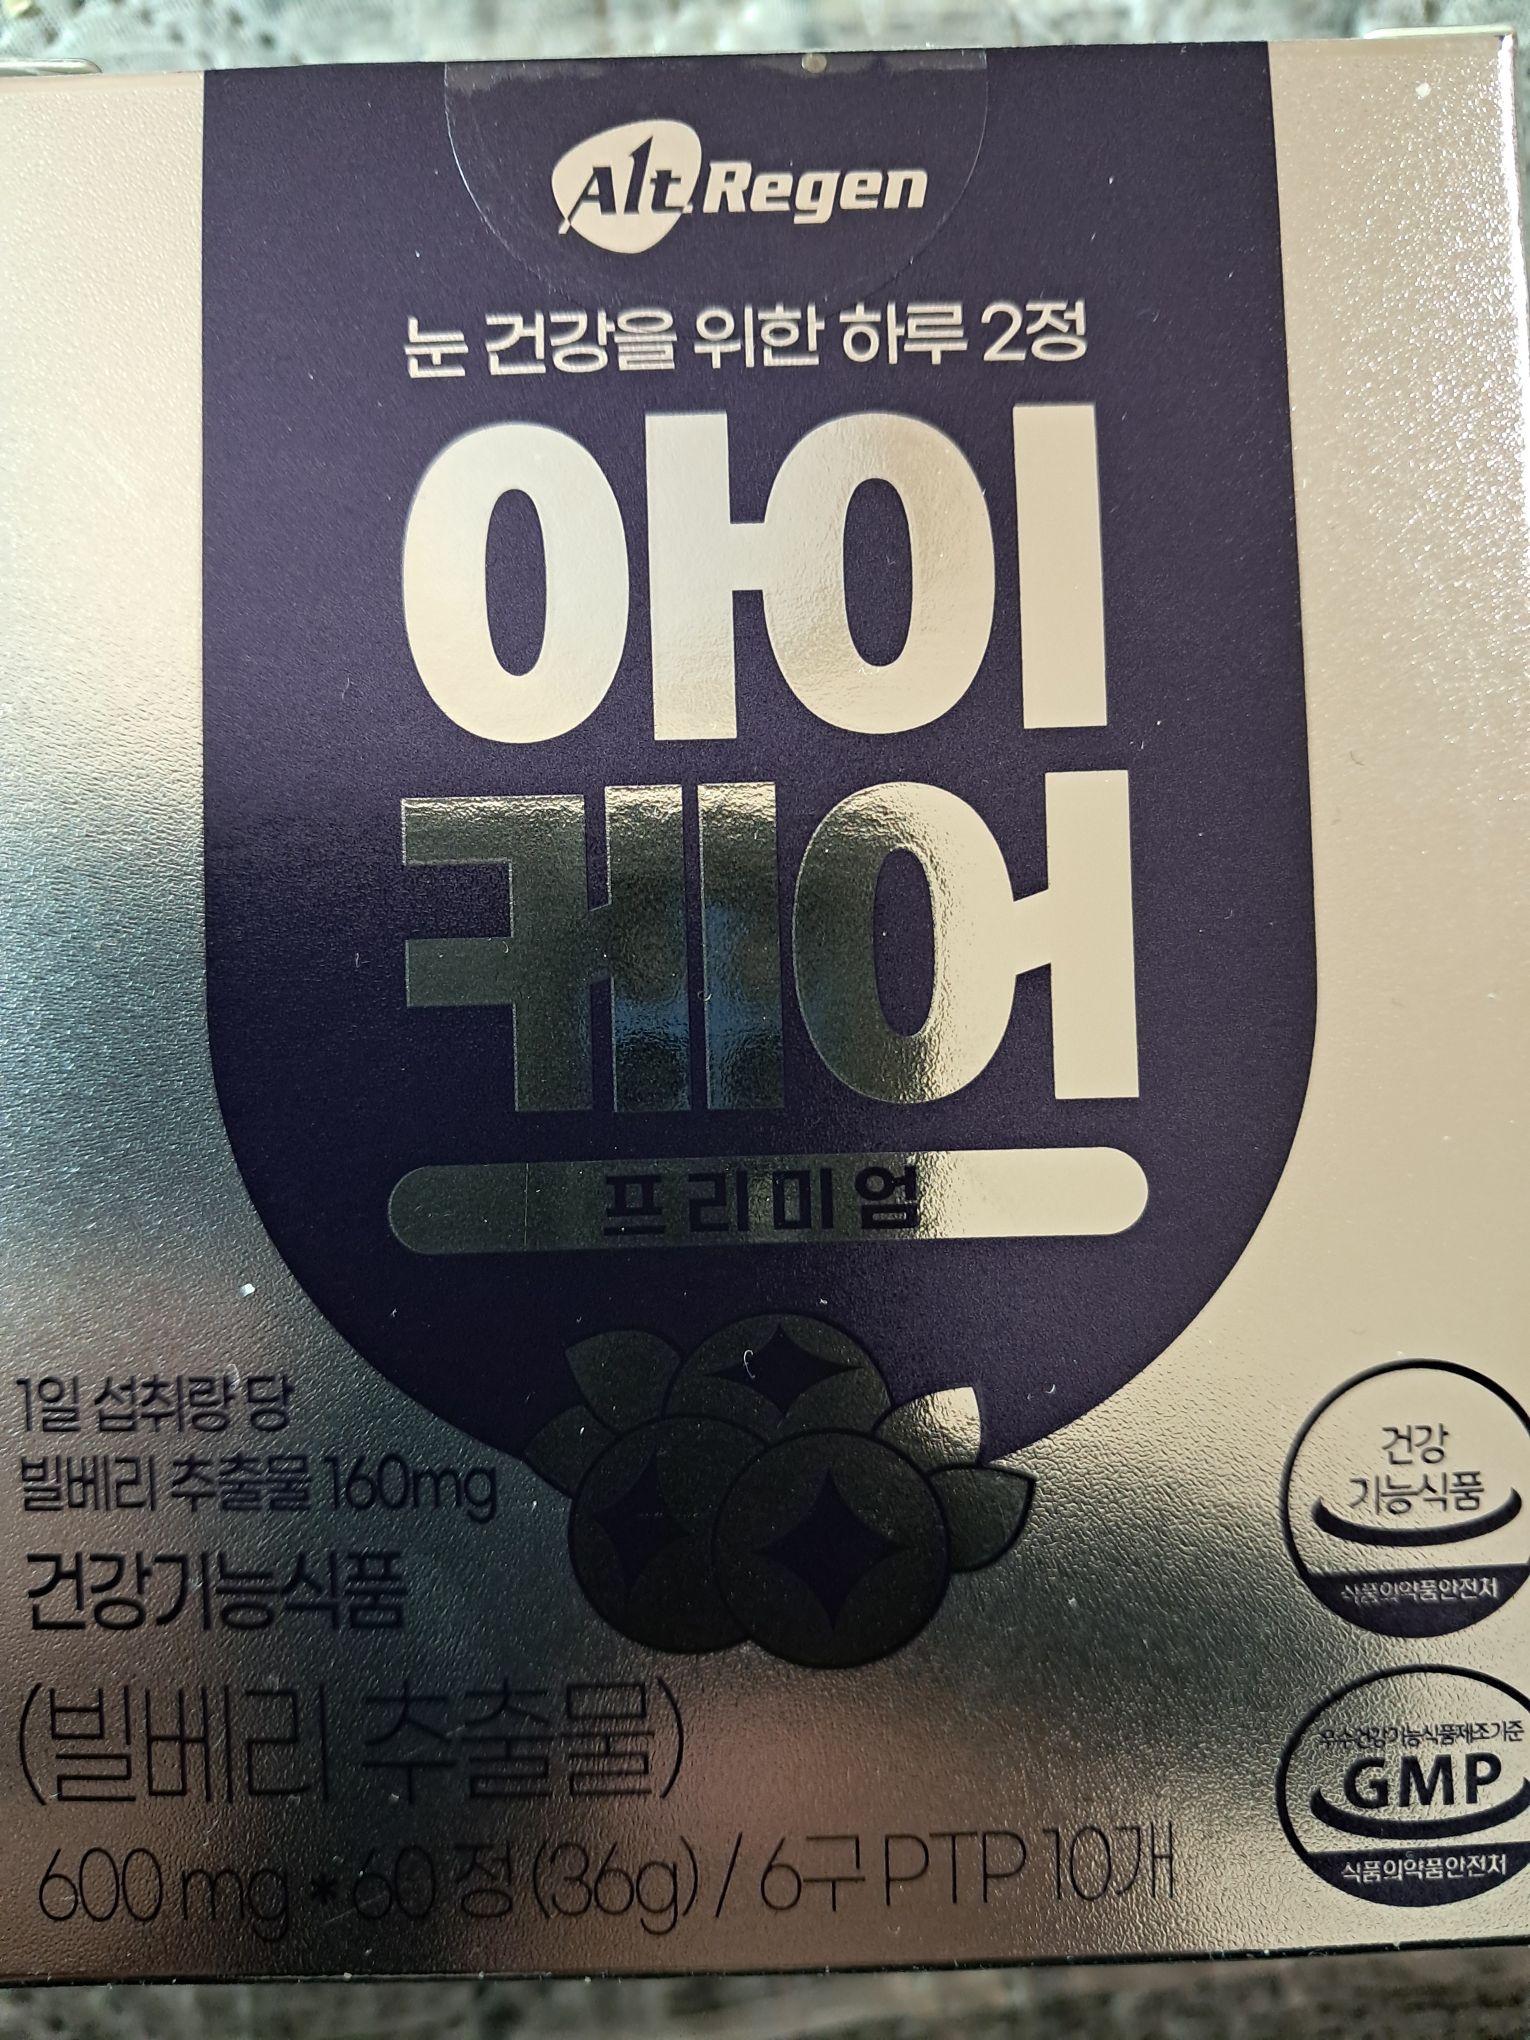 Alt. Regen
눈 건강을 위한 하루 2정
아이
케어
프리미엄
1일 섭취량 당
빌베리 추출물 160mg
건강기능식품
(빌베리 추출물)
600 mg * 60 정 (36g) / 6구 PTP 10개
건강
기능식품
식품의약품안전처
우수건강기능식품제조기준
GMP
식품의약품안전처